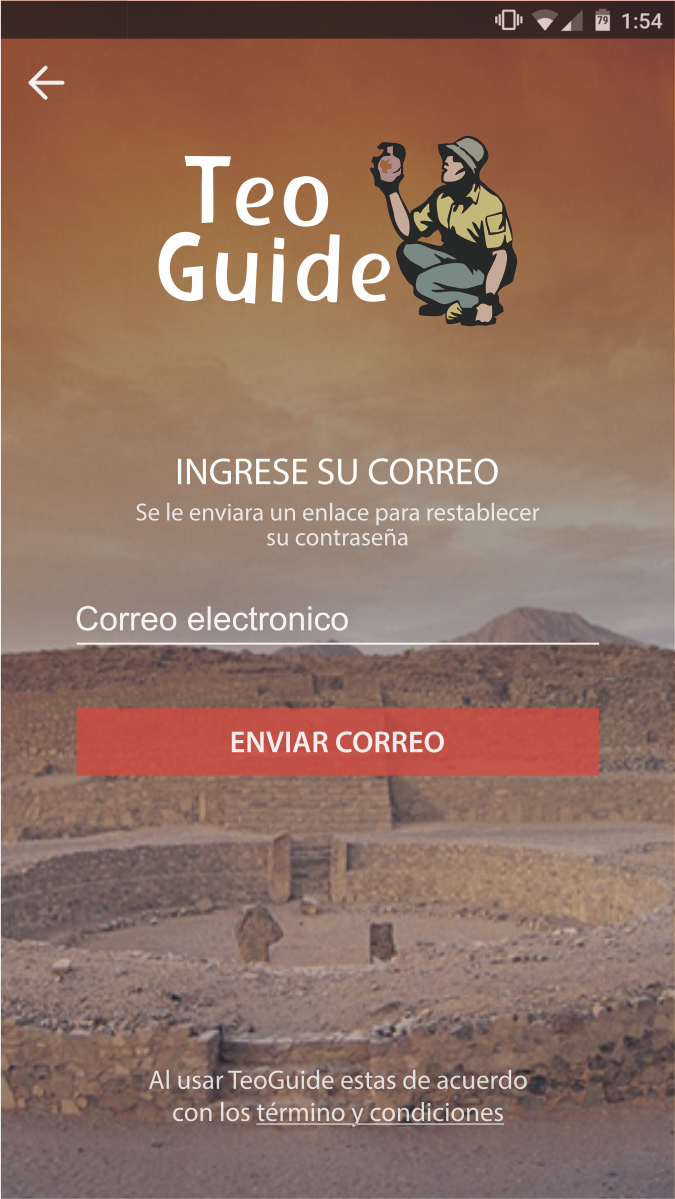 79 1:54
Teo
Guide
INGRESE SU CORREO
Se le enviara un enlace para restablecer
su contraseña
Correo electronico
ENVIAR CORREO
Al usar TeoGuide estas de acuerdo
con los término y condiciones